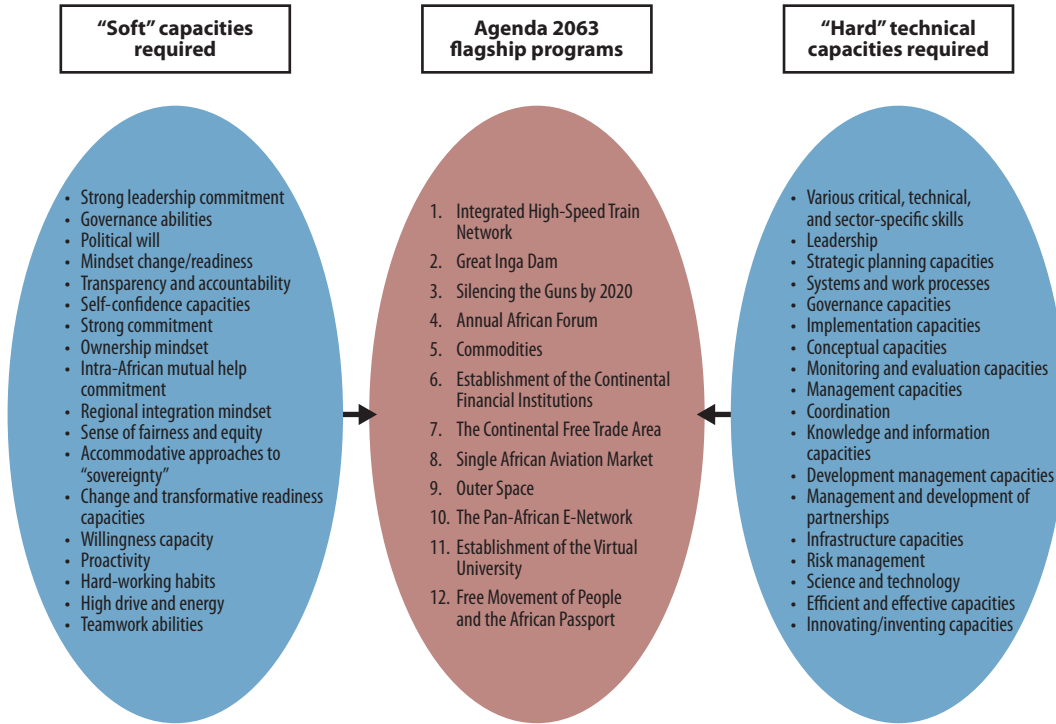 “Soft” capacities
required
• Strong leadership commitment
• Governance abilities
• Political will
• Mindset change/readiness
• Transparency and accountability
• Self-confidence capacities
• Strong commitment
• Ownership mindset
• Intra-African mutual help
commitment
• Regional integration mindset
• Sense of fairness and equity
• Accommodative approaches to
“sovereignty”
• Change and transformative readiness
capacities
• Willingness capacity
• Proactivity
• Hard-working habits
• High drive and energy
• Teamwork abilities
Agenda 2063
flagship programs
1. Integrated High-Speed Train
Network
2. Great Inga Dam
3. Silencing the Guns by 2020
4. Annual African Forum
5. Commodities
6. Establishment of the Continental
Financial Institutions
7. The Continental Free Trade Area
8. Single African Aviation Market
9. Outer Space
10. The Pan-African E-Network
11. Establishment of the Virtual
University
12. Free Movement of People
and the African Passport
“Hard” technical
capacities required
• Various critical, technical,
and sector-specific skills
• Leadership
• Strategic planning capacities
• Systems and work processes
• Governance capacities
• Implementation capacities
• Conceptual capacities
• Monitoring and evaluation capacities
• Management capacities
• Coordination
• Knowledge and information
capacities
• Development management capacities
• Management and development of
partnerships
• Infrastructure capacities
• Risk management
• Science and technology
• Efficient and effective capacities
• Innovating/inventing capacities